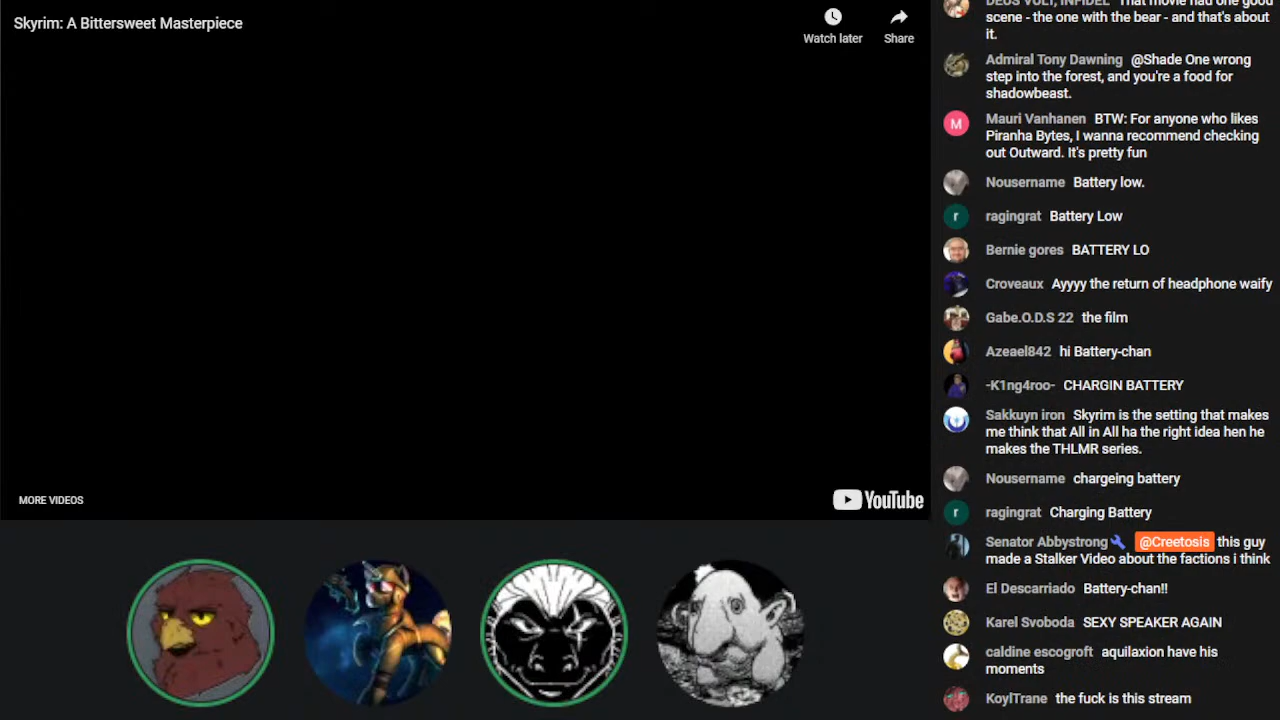 Skyrim: A Bittersweet Masterpiece
Watch later
Share
MORE VIDEOS
YouTube
DEUS VOLT, INFIDEL That movie had one good
scene - the one with the bear - and that's about
it.
Admiral Tony Dawning @Shade One wrong
step into the forest, and you're a food for
shadowbeast.
M
Mauri Vanhanen BTW: For anyone who likes
Piranha Bytes, I wanna recommend checking
out Outward. It's pretty fun
Nousername Battery low.
r
ragingrat Battery Low
Bernie gores BATTERY LO
Croveaux Ayyyy the return of headphone waify
Gabe.O.D.S 22 the film
Azeael842 hi Battery-chan
-K1ng4roo- CHARGIN BATTERY
Sakkuyn iron Skyrim is the setting that makes
me think that All in All ha the right idea hen he
makes the THLMR series.
Nousername chargeing battery
r
ragingrat Charging Battery
Senator Abbystrong @Creetosis this guy
made a Stalker Video about the factions i think
El Descarriado Battery-chan!!
Karel Svoboda SEXY SPEAKER AGAIN
caldine escogroft aquilaxion have his
moments
KoylTrane the fuck is this stream